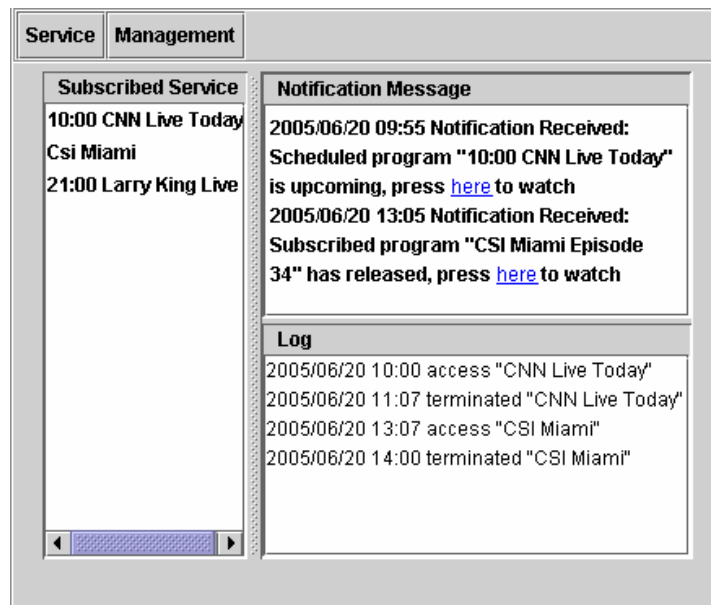 Service Management
Subscribed Service
10:00 CNN Live Today
Csi Miami
21:00 Larry King Live
Notification Message
2005/06/20 09:55 Notification Received:
Scheduled program "10:00 CNN Live Today"
is upcoming, press here to watch
2005/06/20 13:05 Notification Received:
Subscribed program "CSI Miami Episode
34" has released, press here to watch
Log
2005/06/20 10:00 access "CNN Live Today"
2005/06/20 11:07 terminated "CNN Live Today"
2005/06/20 13:07 access "CSI Miami"
2005/06/20 14:00 terminated "CSI Miami"